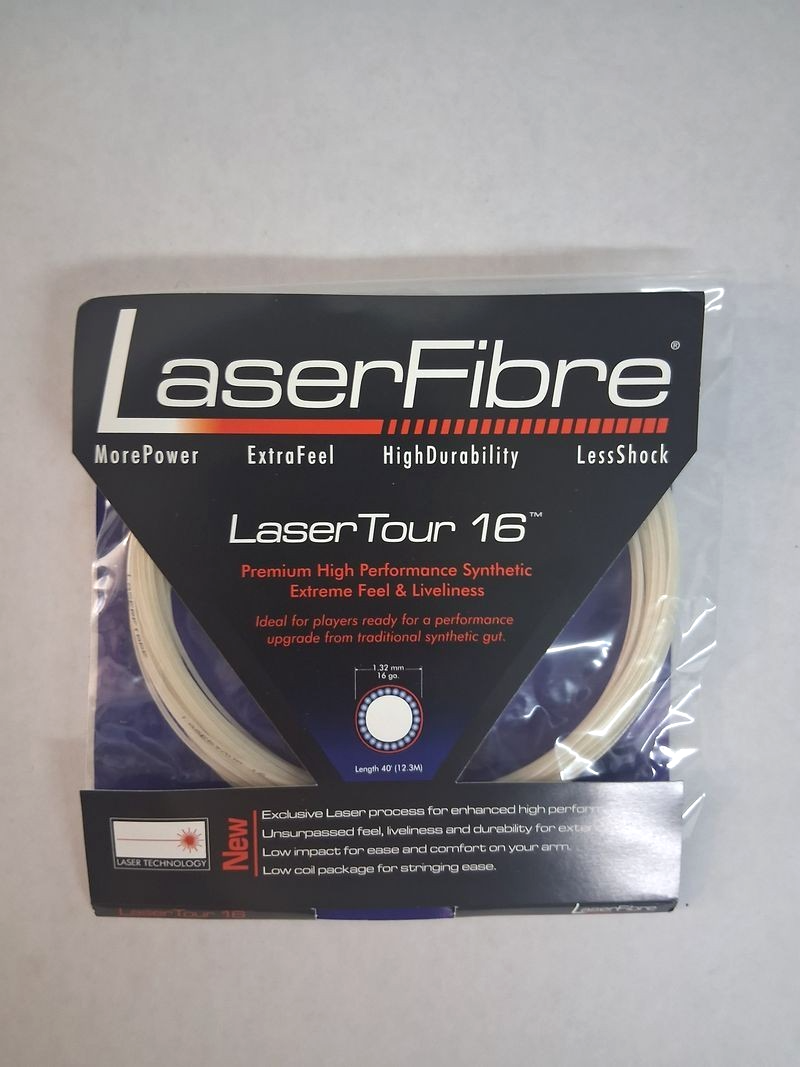 LaserFibre®
MorePower ExtraFeel HighDurability LessShock
LaserTour 16™
Premium High Performance Synthetic
Extreme Feel & Liveliness
Ideal for players ready for a performance
upgrade from traditional synthetic gut.
1.32 mm
16 ga.
Length 40' (12.3M)
LASER TECHNOLOGY
New
Exclusive Laser process for enhanced high
Unsurpassed feel, liveliness and durability for
Low impact for ease and comfort on your arm.
Low coil package for stringing ease.
LaserTour 16
LaserFibre